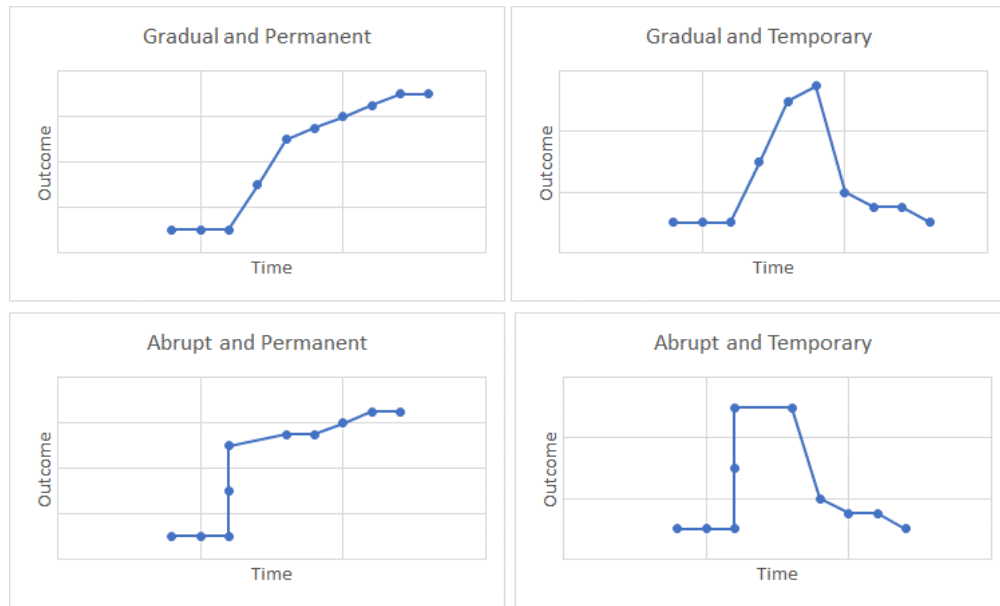 Gradual and Permanent
Outcome
Time
Gradual and Temporary
Outcome
Time
Abrupt and Permanent
Outcome
Time
Abrupt and Temporary
Outcome
Time